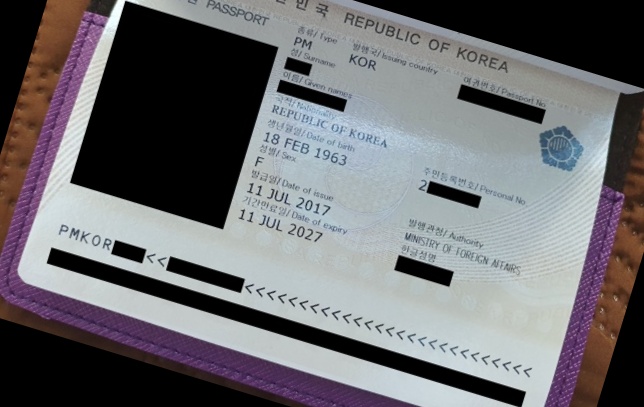 민국 REPUBLIC OF KOREA
PASSPORT
종류/Type 발행국/Issuing country 여권번호/Passport No.
PM KOR
성/Surname
이름/Given names
국적/Nationality
REPUBLIC OF KOREA
생년월일/Date of birth
18 FEB 1963 주민등록번호/Personal No.
성별/Sex 2
F
발급일/Date of issue 발행관청/Authority
11 JUL 2017 MINISTRY OF FOREIGN AFFAIRS
기간만료일/Date of expiry 한글성명
11 JUL 2027
PMKOR <<  <<<<<<<<<<<<<<<<<<<<<<<<<<<<<<